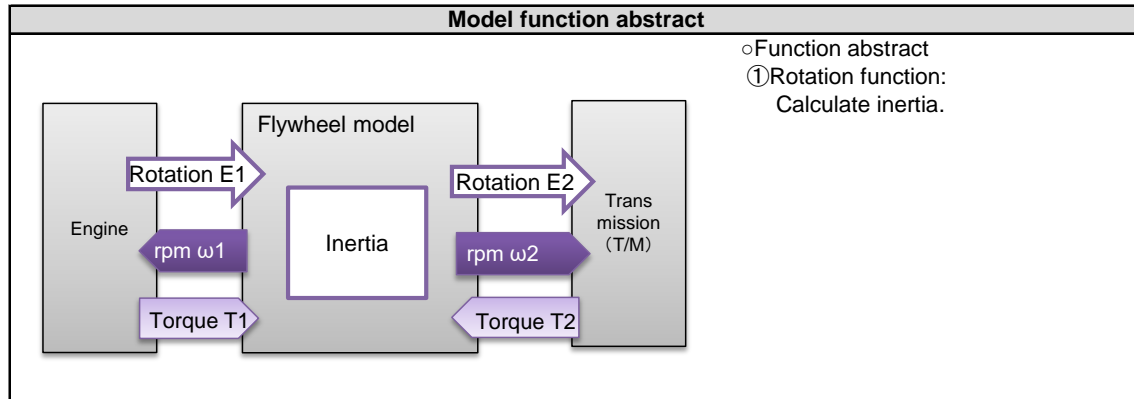 Model function abstract
○Function abstract
①Rotation function:
Calculate inertia.
Flywheel model
Rotation E1
Rotation E2
Engine
Inertia
Trans
mission
（T/M）
rpm ω1
rpm ω2
Torque T1
Torque T2